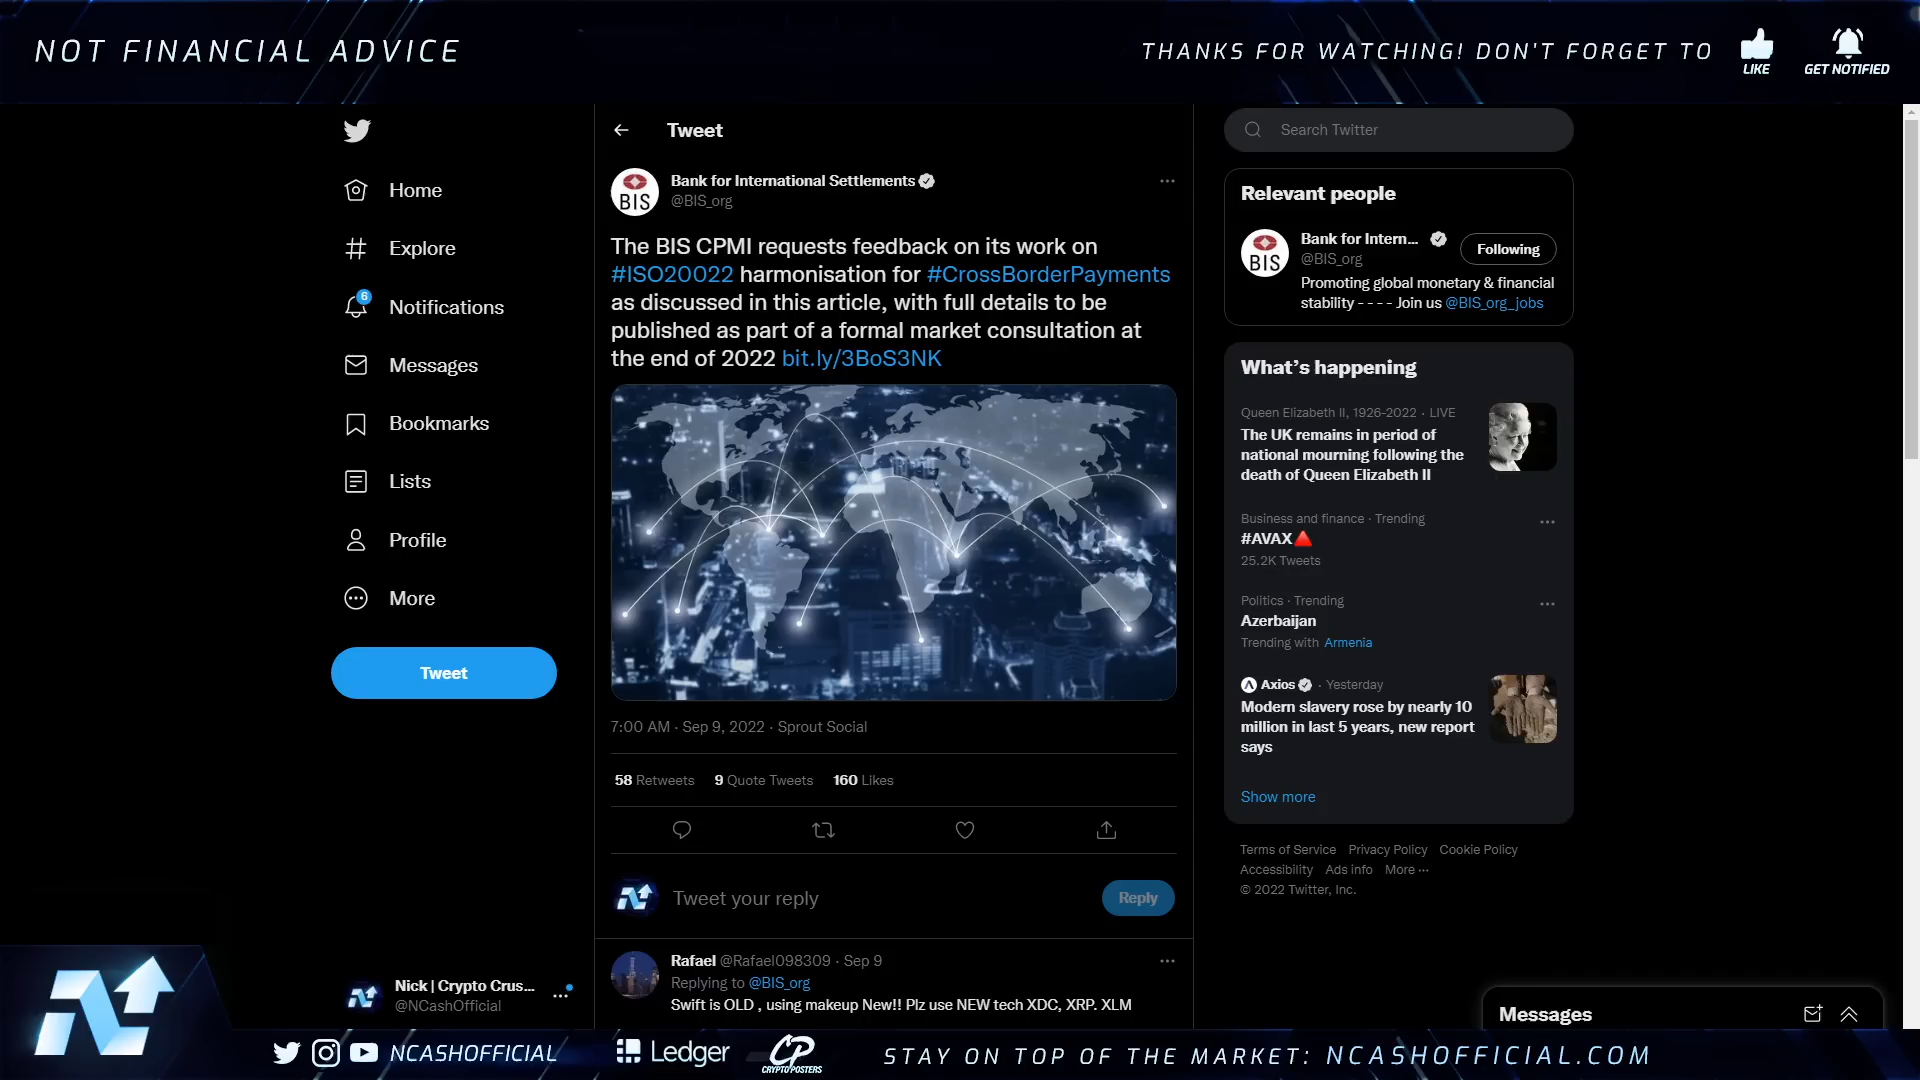 NOT FINANCIAL ADVICE
THANKS FOR WATCHING! DON'T FORGET TO
LIKE
GET NOTIFIED
Home
Explore
6
Notifications
Messages
Bookmarks
Lists
Profile
More
Tweet
Nick | Crypto Crus...
@NCashOfficial
Tweet
BIS
Bank for International Settlements
@BIS_org
The BIS CPMI requests feedback on its work on
#ISO20022 harmonisation for #CrossBorderPayments
as discussed in this article, with full details to be
published as part of a formal market consultation at
the end of 2022 bit.ly/3BoS3NK
7:00 AM · Sep 9, 2022 · Sprout Social
58 Retweets 9 Quote Tweets 160 Likes
Tweet your reply
Reply
Rafael @Rafael098309 · Sep 9
Replying to @BIS_org
Swift is OLD , using makeup New!! Plz use NEW tech XDC, XRP. XLM
Search Twitter
Relevant people
BIS
Bank for Intern...
@BIS_org
Following
Promoting global monetary & financial
stability - - - - Join us @BIS_org_jobs
What's happening
Queen Elizabeth II, 1926-2022 · LIVE
The UK remains in period of
national mourning following the
death of Queen Elizabeth II
Business and finance · Trending
#AVAX
25.2K Tweets
Politics · Trending
Azerbaijan
Trending with Armenia
Axios · Yesterday
Modern slavery rose by nearly 10
million in last 5 years, new report
says
Show more
Terms of Service Privacy Policy Cookie Policy
Accessibility Ads info More ···
© 2022 Twitter, Inc.
Messages
NCASHOFFICIAL
Ledger
CP
CRYPTO POSTERS
STAY ON TOP OF THE MARKET: NCASHOFFICIAL.COM